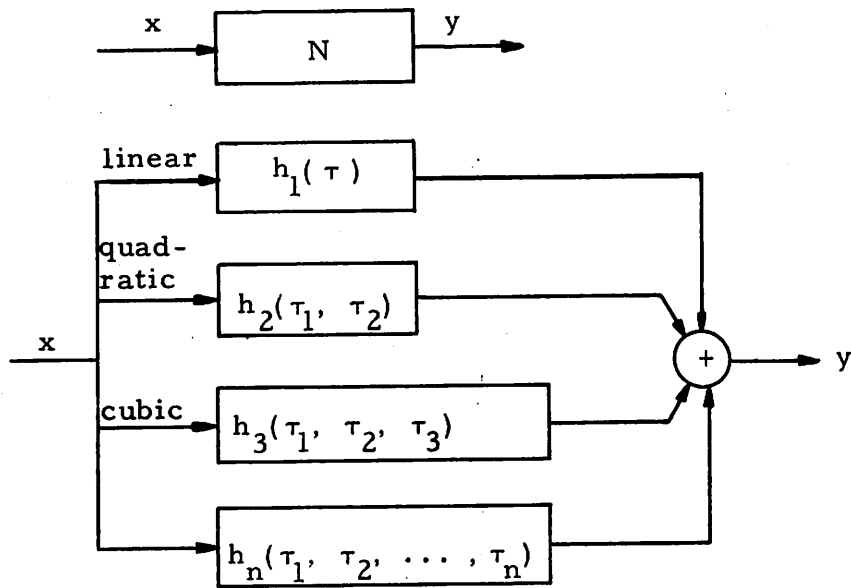 x
N
y
linear
h₁(τ)
quad-
ratic
h₂(τ₁, τ₂)
x
+
y
cubic
h₃(τ₁, τ₂, τ₃)
hₙ(τ₁, τ₂, ..., τₙ)